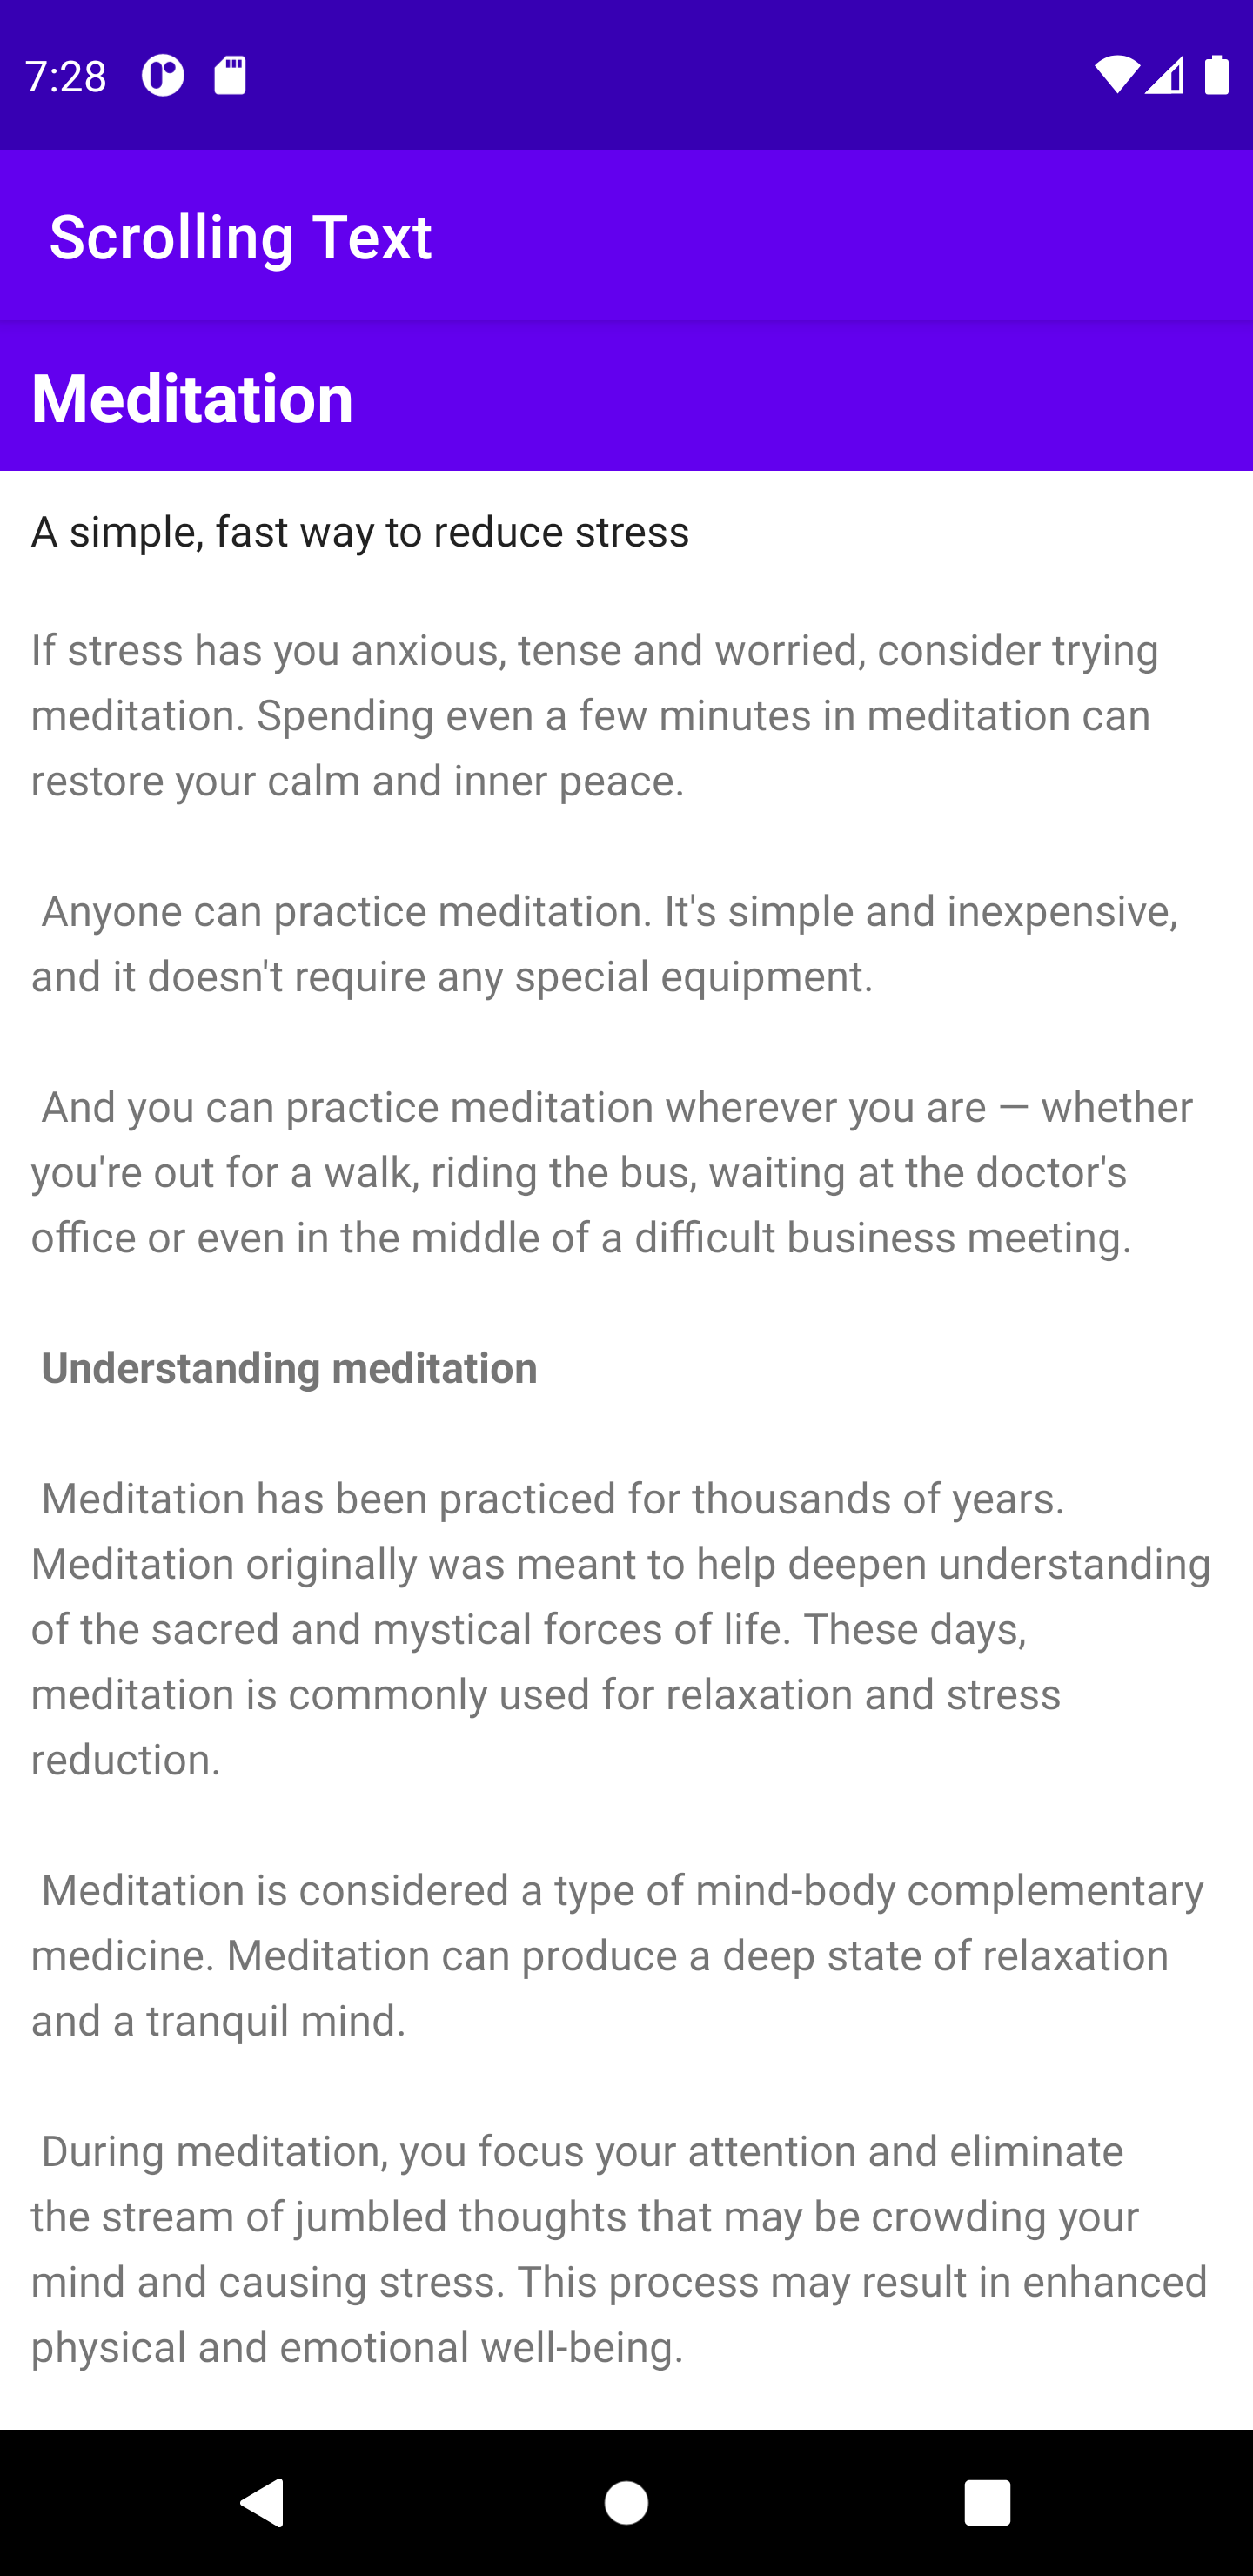 7:28
Scrolling Text
Meditation
A simple, fast way to reduce stress
If stress has you anxious, tense and worried, consider trying
meditation. Spending even a few minutes in meditation can
restore your calm and inner peace.
Anyone can practice meditation. It's simple and inexpensive,
and it doesn't require any special equipment.
And you can practice meditation wherever you are — whether
you're out for a walk, riding the bus, waiting at the doctor's
office or even in the middle of a difficult business meeting.
Understanding meditation
Meditation has been practiced for thousands of years.
Meditation originally was meant to help deepen understanding
of the sacred and mystical forces of life. These days,
meditation is commonly used for relaxation and stress
reduction.
Meditation is considered a type of mind-body complementary
medicine. Meditation can produce a deep state of relaxation
and a tranquil mind.
During meditation, you focus your attention and eliminate
the stream of jumbled thoughts that may be crowding your
mind and causing stress. This process may result in enhanced
physical and emotional well-being.